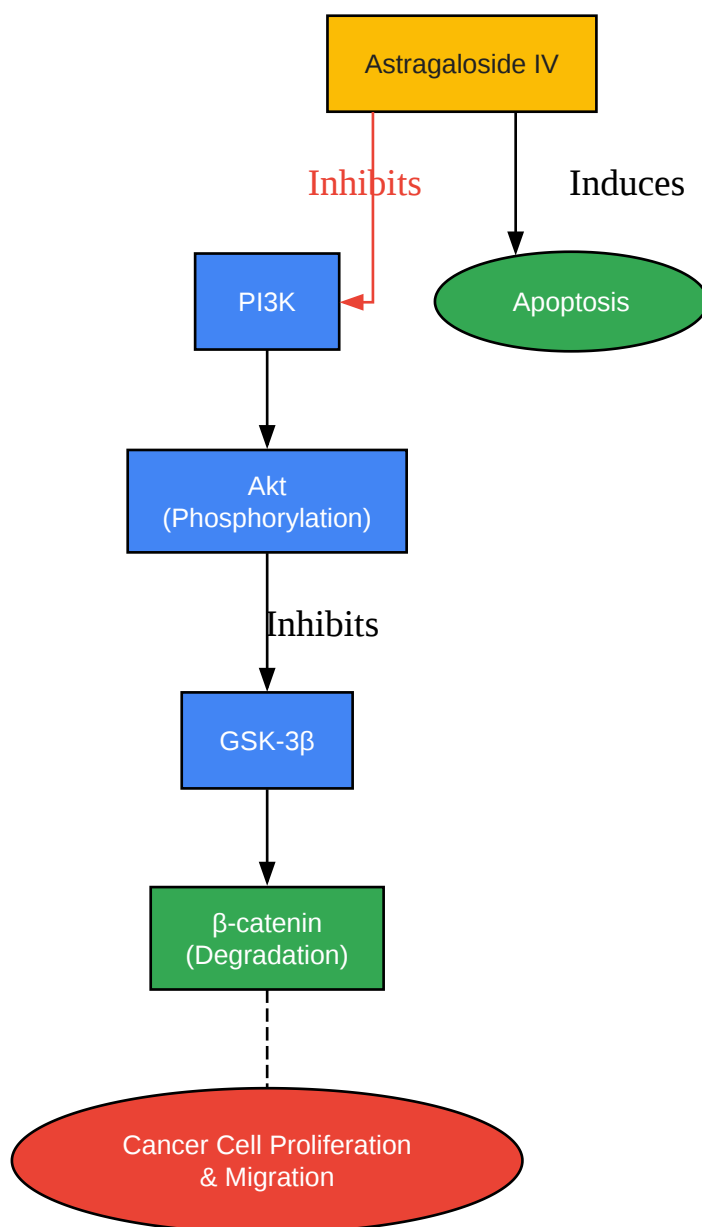 Astragaloside IV
Inhibits
Induces
PI3K
Apoptosis
Akt
(Phosphorylation)
Inhibits
GSK-3β
β-catenin
(Degradation)
Cancer Cell Proliferation
& Migration